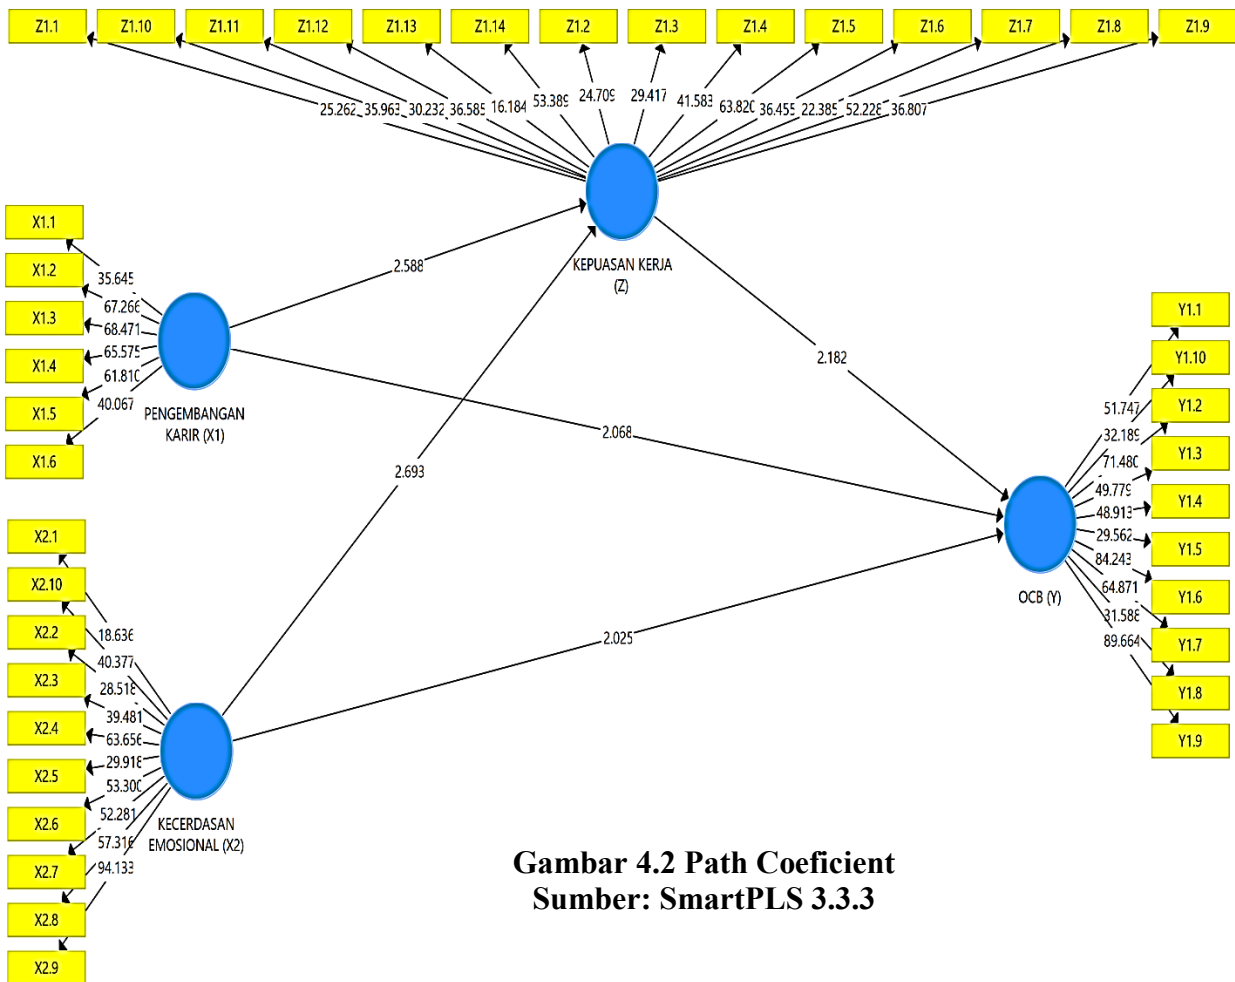 Z1.1 Z1.10 Z1.11 Z1.12 Z1.13 Z1.14 Z1.2 Z1.3 Z1.4 Z1.5 Z1.6 Z1.7 Z1.8 Z1.9
25.262 35.963 30.232 36.585 16.184 53.389 24.709 29.417 41.583 63.820 36.455 22.385 52.228 36.807
KEPUASAN KERJA
(Z)
X1.1
X1.2
X1.3
X1.4
X1.5
X1.6
35.645
67.266
68.471
65.575
61.810
40.067
PENGEMBANGAN
KARIR (X1)
2.588
2.182
2.068
2.693
2.025
X2.1
X2.10
X2.2
X2.3
X2.4
X2.5
X2.6
X2.7
X2.8
X2.9
18.636
40.377
28.518
39.481
63.656
29.918
53.300
52.281
57.316
94.133
KECERDASAN
EMOSIONAL (X2)
Y1.1
Y1.10
Y1.2
Y1.3
Y1.4
Y1.5
Y1.6
Y1.7
Y1.8
Y1.9
51.747
32.189
71.480
49.779
48.913
29.562
84.243
64.871
31.588
89.664
OCB (Y)
Gambar 4.2 Path Coeficient
Sumber: SmartPLS 3.3.3